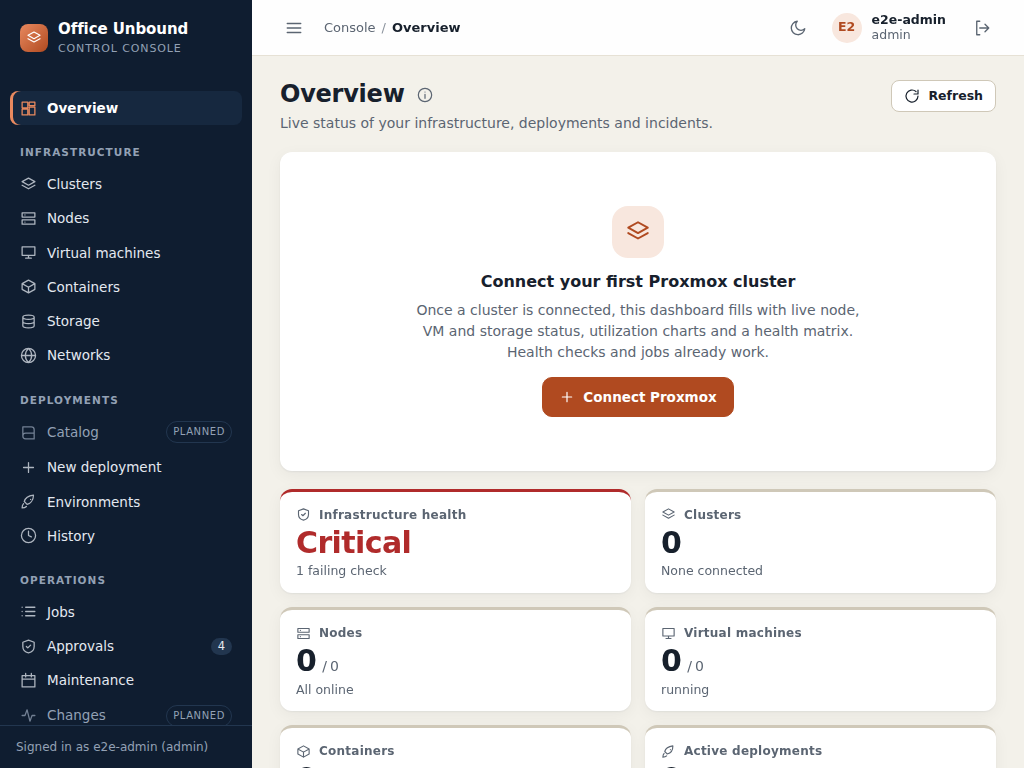 Office Unbound
CONTROL CONSOLE
Overview
INFRASTRUCTURE
Clusters
Nodes
Virtual machines
Containers
Storage
Networks
DEPLOYMENTS
Catalog PLANNED
New deployment
Environments
History
OPERATIONS
Jobs
Approvals 4
Maintenance
Changes PLANNED
Signed in as e2e-admin (admin)
Console / Overview
E2 e2e-admin
admin
Overview
Refresh
Live status of your infrastructure, deployments and incidents.
Connect your first Proxmox cluster
Once a cluster is connected, this dashboard fills with live node,
VM and storage status, utilization charts and a health matrix.
Health checks and jobs already work.
Connect Proxmox
Infrastructure health
Critical
1 failing check
Clusters
0
None connected
Nodes
0 / 0
All online
Virtual machines
0 / 0
running
Containers
Active deployments